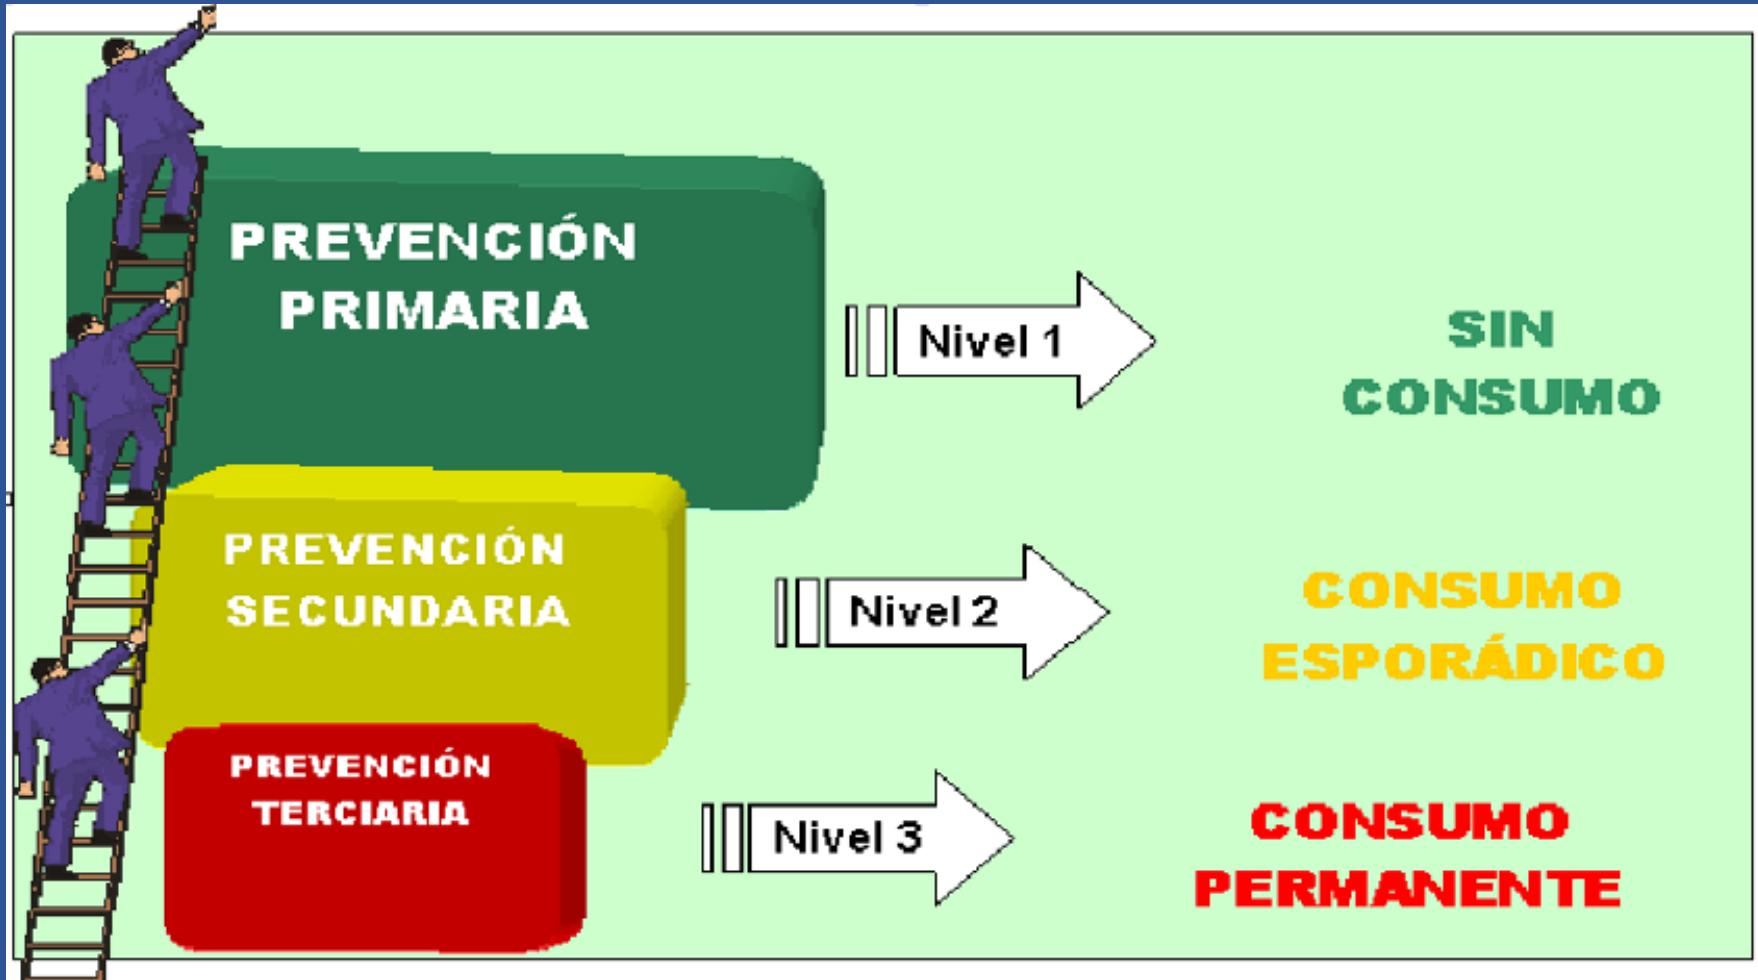 PREVENCIÓN
PRIMARIA
Nivel 1
SIN
CONSUMO
PREVENCIÓN
SECUNDARIA
Nivel 2
CONSUMO
ESPORÁDICO
PREVENCIÓN
TERCIARIA
Nivel 3
CONSUMO
PERMANENTE